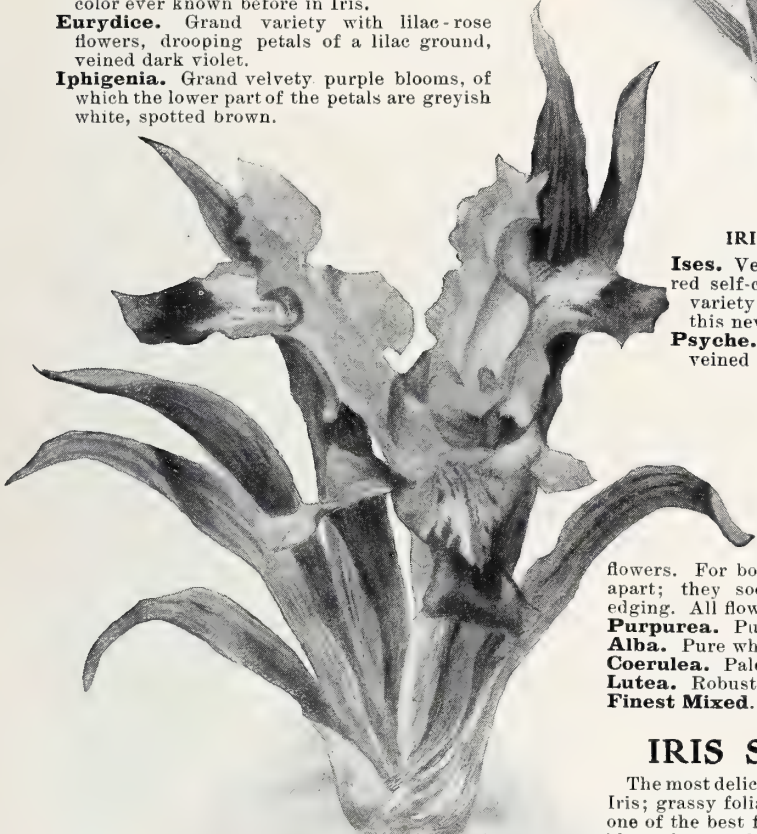 color ever known before in Iris.
Eurydice. Grand variety with lilac-rose
flowers, drooping petals of a lilac ground,
veined dark violet.
Iphigenia. Grand velvety purple blooms, of
which the lower part of the petals are greyish
white, spotted brown.
IRI
Ises. Ve
red self-c
variety
this nev
Psyche.
veined
flowers. For bo
apart; they soo
edging. All flow
Purpurea. Pu
Alba. Pure wh
Coerulea. Pale
Lutea. Robust
Finest Mixed.
IRIS S
The most delic
Iris; grassy folia
one of the best f